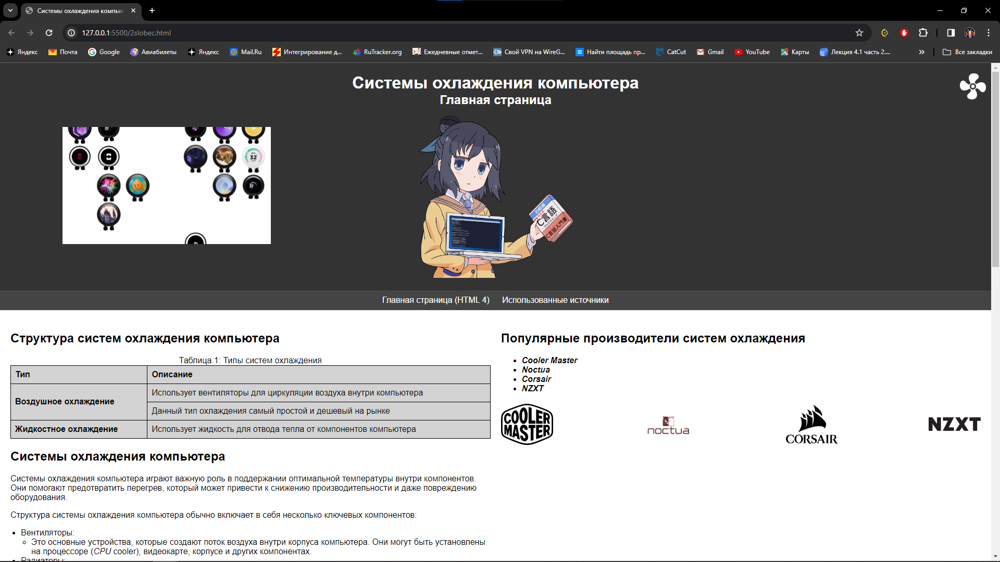 Системы охлаждения компью
127.0.0.1:5500/2slobec.html
Яндекс
Почта
Google
Авиабилеты
Яндекс
Mail.Ru
Интегрирование д...
RuTracker.org
Ежедневные отмет...
Свой VPN на WireG...
Найти площадь пр...
CatCut
Gmail
YouTube
Карты
Лекция 4.1 часть 2....
Все закладки
Системы охлаждения компьютера
Главная страница
32
C言語
C言語入門書
Главная страница (HTML 4)
Использованные источники
Структура систем охлаждения компьютера
Таблица 1: Типы систем охлаждения
Тип
Описание
Воздушное охлаждение
Использует вентиляторы для циркуляции воздуха внутри компьютера
Данный тип охлаждения самый простой и дешевый на рынке
Жидкостное охлаждение
Использует жидкость для отвода тепла от компонентов компьютера
Системы охлаждения компьютера
Системы охлаждения компьютера играют важную роль в поддержании оптимальной температуры внутри компонентов.
Они помогают предотвратить перегрев, который может привести к снижению производительности и даже повреждению
оборудования.
Структура системы охлаждения компьютера обычно включает в себя несколько ключевых компонентов:
Вентиляторы:
Это основные устройства, которые создают поток воздуха внутри корпуса компьютера. Они могут быть установлены
на процессоре (CPU cooler), видеокарте, корпусе и других компонентах.
Радиаторы:
Популярные производители систем охлаждения
Cooler Master
Noctua
Corsair
NZXT
COOLER
MASTER
noctua
CORSAIR
NZXT